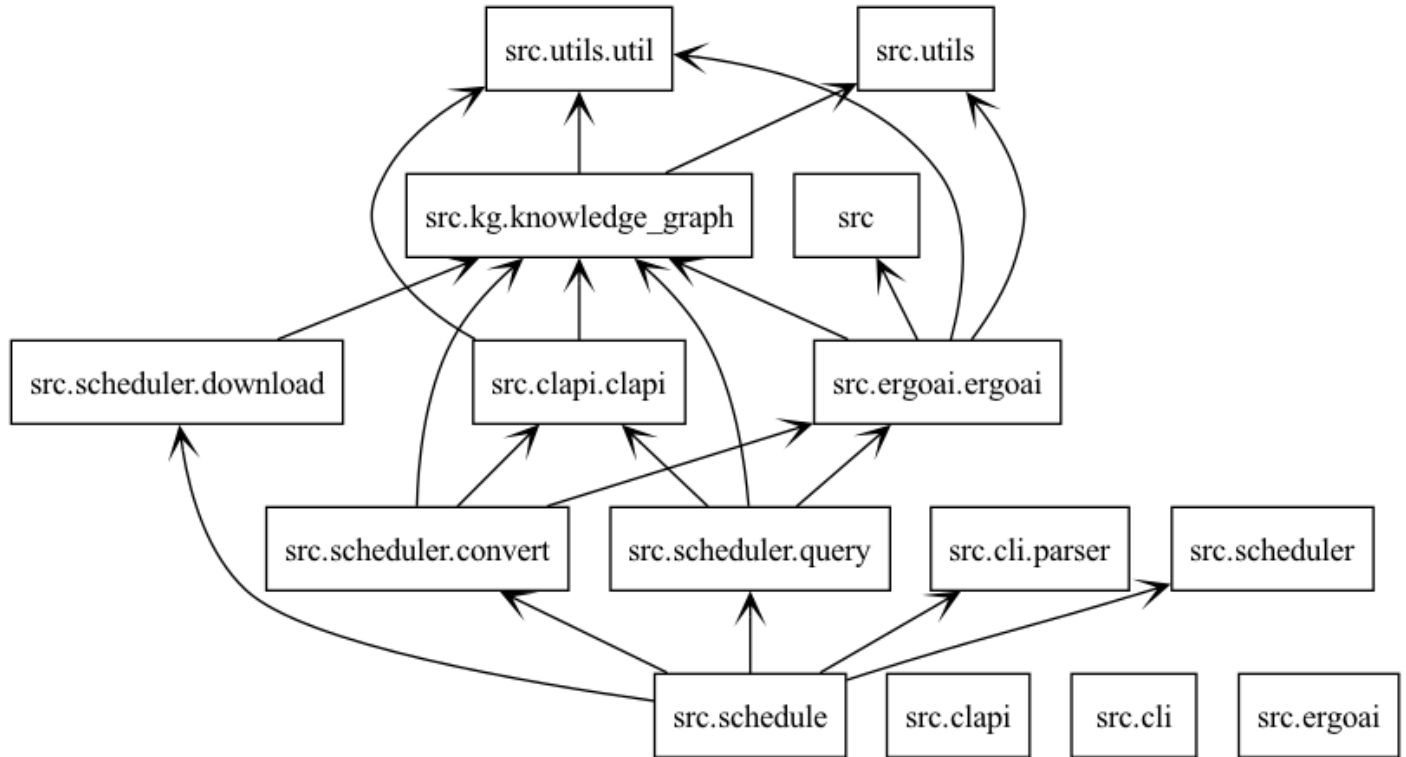 src.utils.util
src.utils
src.kg.knowledge_graph
src
src.scheduler.download
src.clapi.clapi
src.ergoai.ergoai
src.scheduler.convert
src.scheduler.query
src.cli.parser
src.scheduler
src.schedule
src.clapi
src.cli
src.ergoai